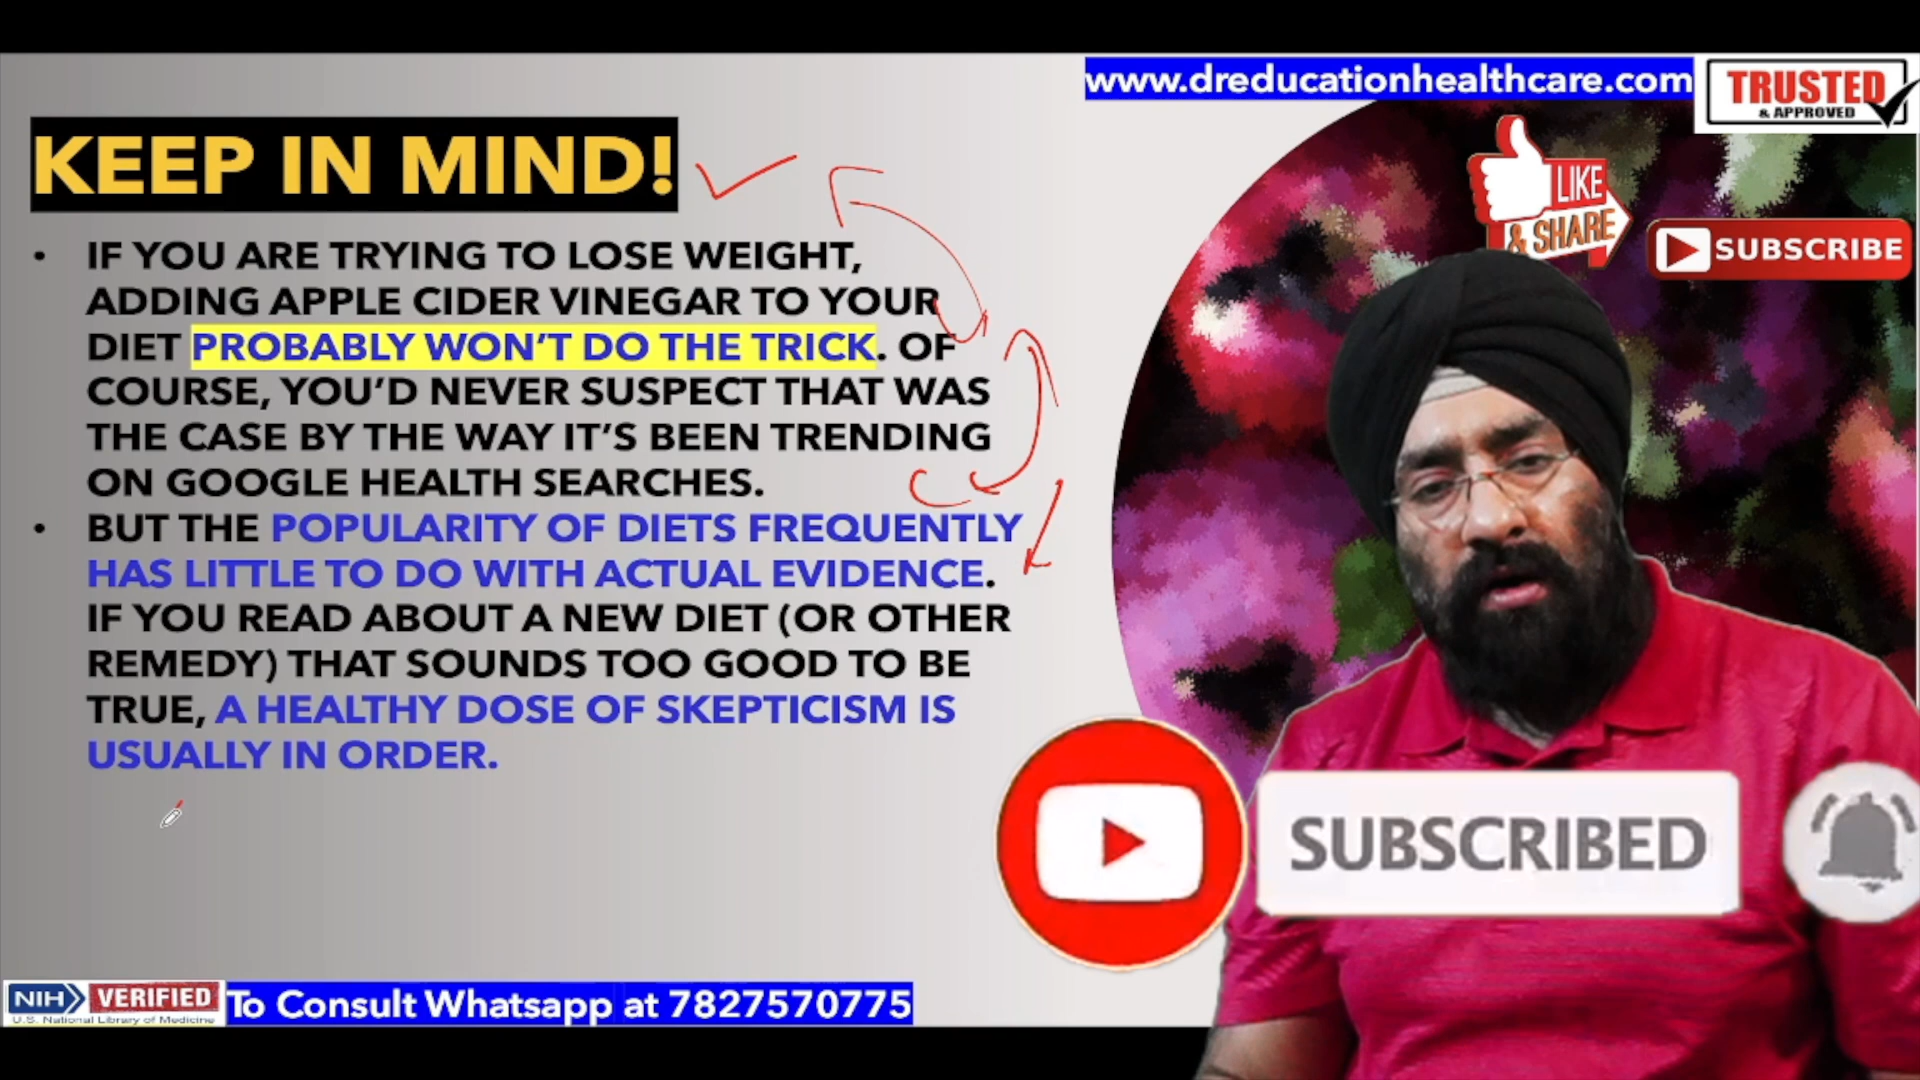 www.dreducationhealthcare.com
TRUSTED
& APPROVED
KEEP IN MIND!
LIKE
& SHARE
SUBSCRIBE
• IF YOU ARE TRYING TO LOSE WEIGHT,
ADDING APPLE CIDER VINEGAR TO YOUR
DIET PROBABLY WON'T DO THE TRICK. OF
COURSE, YOU'D NEVER SUSPECT THAT WAS
THE CASE BY THE WAY IT'S BEEN TRENDING
ON GOOGLE HEALTH SEARCHES.
• BUT THE POPULARITY OF DIETS FREQUENTLY
HAS LITTLE TO DO WITH ACTUAL EVIDENCE.
IF YOU READ ABOUT A NEW DIET (OR OTHER
REMEDY) THAT SOUNDS TOO GOOD TO BE
TRUE, A HEALTHY DOSE OF SKEPTICISM IS
USUALLY IN ORDER.
SUBSCRIBED
NIH VERIFIED
U.S. National Library of Medicine
To Consult Whatsapp at 7827570775